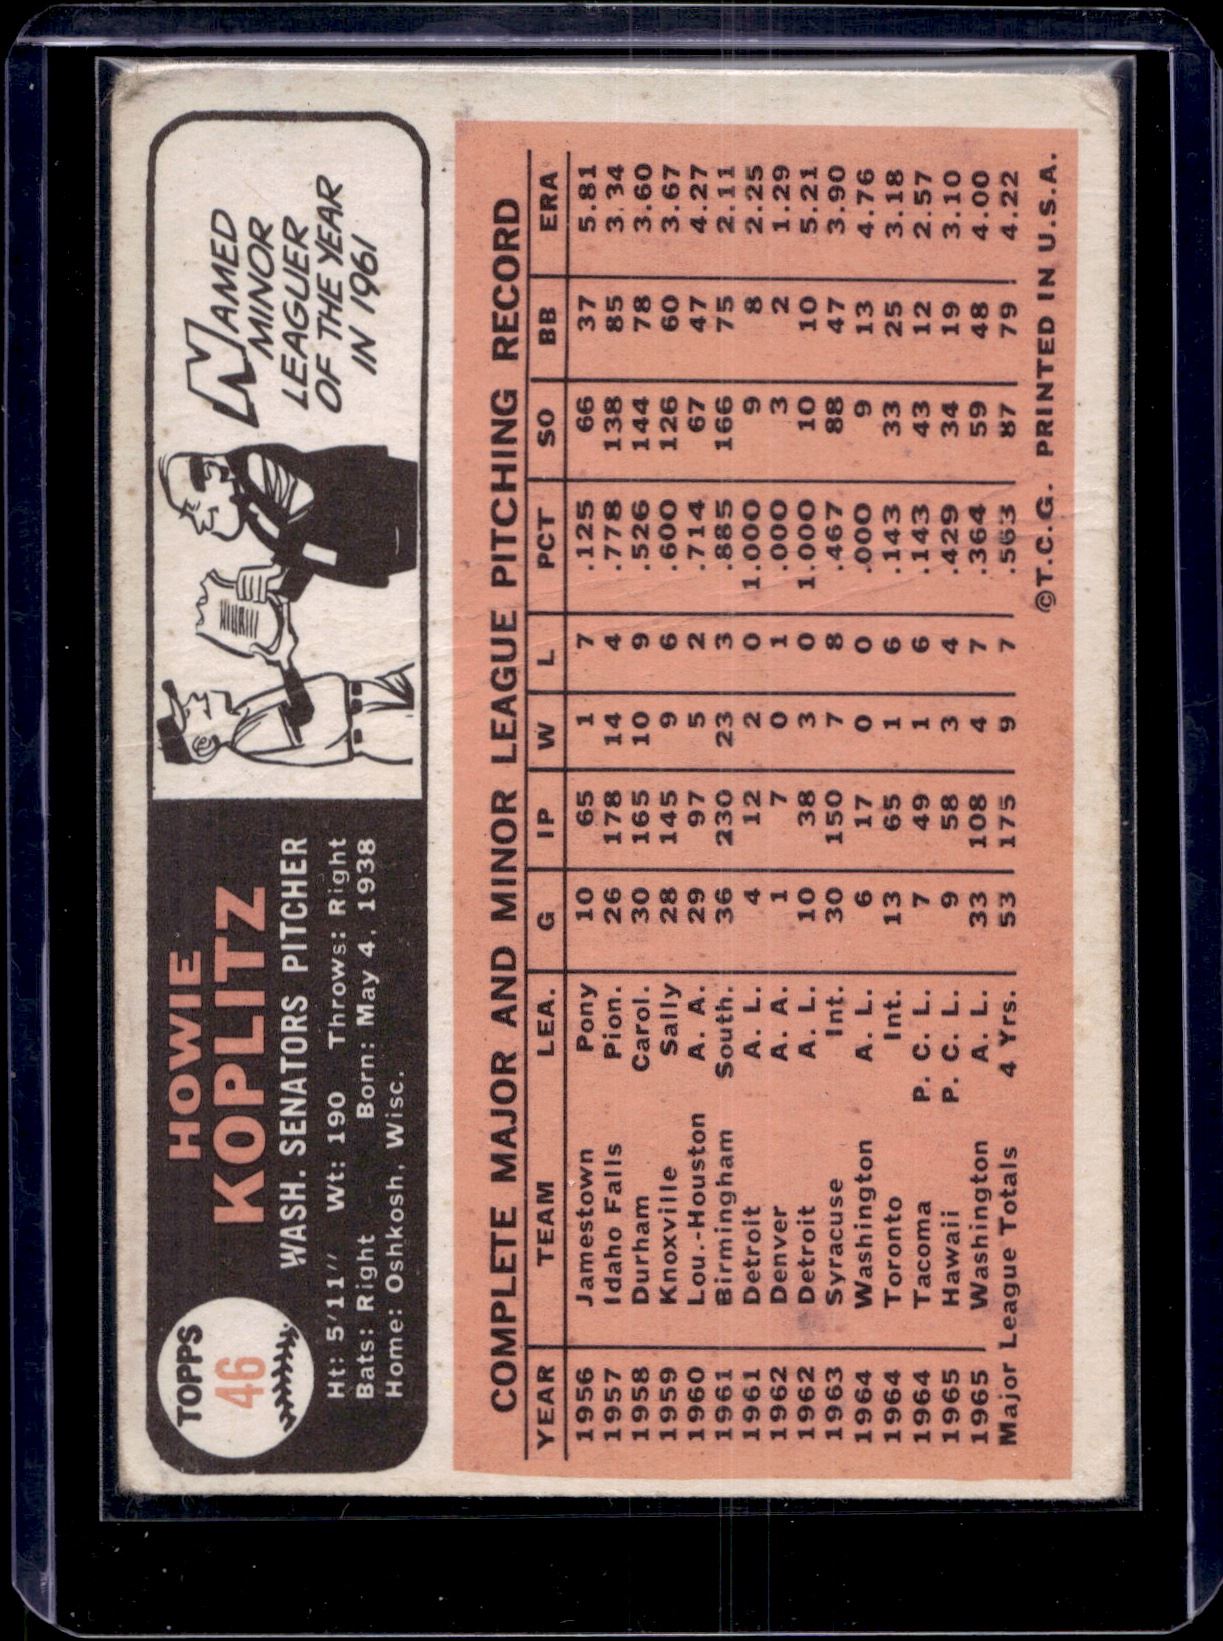 TOPPS
46
HOWIE
KOPLITZ
WASH. SENATORS PITCHER
Ht: 5'11" Wt: 190 Throws: Right
Bats: Right Born: May 4, 1938
Home: Oshkosh, Wisc.
NAMED
MINOR
LEAGUER
OF THE YEAR
IN 1961
COMPLETE MAJOR AND MINOR LEAGUE PITCHING RECORD
YEAR TEAM LEA. G IP W L PCT SO BB ERA
1956 Jamestown Pony 10 65 1 7 .125 66 37 5.81
1957 Idaho Falls Pion. 26 178 14 4 .778 138 85 3.34
1958 Durham Carol. 30 165 10 9 .526 144 78 3.60
1959 Knoxville Sally 28 145 9 6 .600 126 60 3.67
1960 Lou.-Houston A. A. 29 97 5 2 .714 67 47 4.27
1961 Birmingham South. 36 230 23 3 .885 166 75 2.11
1961 Detroit A. L. 4 12 2 0 1.000 9 8 2.25
1962 Denver A. A. 1 7 0 1 .000 3 2 1.29
1962 Detroit A. L. 10 38 3 0 1.000 10 10 5.21
1963 Syracuse Int. 30 150 7 8 .467 88 47 3.90
1964 Washington A. L. 6 17 0 0 .000 9 13 4.76
1964 Toronto Int. 13 65 1 6 .143 33 25 3.18
1964 Tacoma P. C. L. 7 49 1 6 .143 43 12 2.57
1965 Hawaii P. C. L. 9 58 3 4 .429 34 19 3.10
1965 Washington A. L. 33 108 4 7 .364 59 48 4.00
Major League Totals 4 Yrs. 53 175 9 7 .563 87 79 4.22
©T.C.G. PRINTED IN U.S.A.